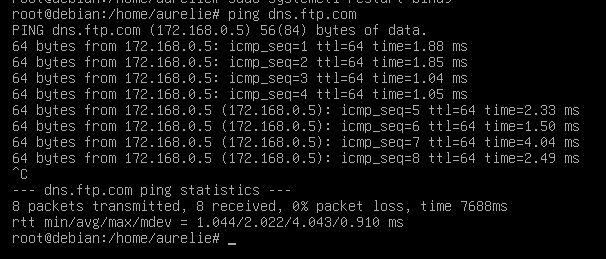 root@debian:/home/aurelie# sudo systemctl restart bind9
root@debian:/home/aurelie# ping dns.ftp.com
PING dns.ftp.com (172.168.0.5) 56(84) bytes of data.
64 bytes from 172.168.0.5: icmp_seq=1 ttl=64 time=1.88 ms
64 bytes from 172.168.0.5: icmp_seq=2 ttl=64 time=1.85 ms
64 bytes from 172.168.0.5: icmp_seq=3 ttl=64 time=1.04 ms
64 bytes from 172.168.0.5: icmp_seq=4 ttl=64 time=1.05 ms
64 bytes from 172.168.0.5 (172.168.0.5): icmp_seq=5 ttl=64 time=2.33 ms
64 bytes from 172.168.0.5 (172.168.0.5): icmp_seq=6 ttl=64 time=1.50 ms
64 bytes from 172.168.0.5 (172.168.0.5): icmp_seq=7 ttl=64 time=4.04 ms
64 bytes from 172.168.0.5 (172.168.0.5): icmp_seq=8 ttl=64 time=2.49 ms
^C
--- dns.ftp.com ping statistics ---
8 packets transmitted, 8 received, 0% packet loss, time 7688ms
rtt min/avg/max/mdev = 1.044/2.022/4.043/0.910 ms
root@debian:/home/aurelie# _